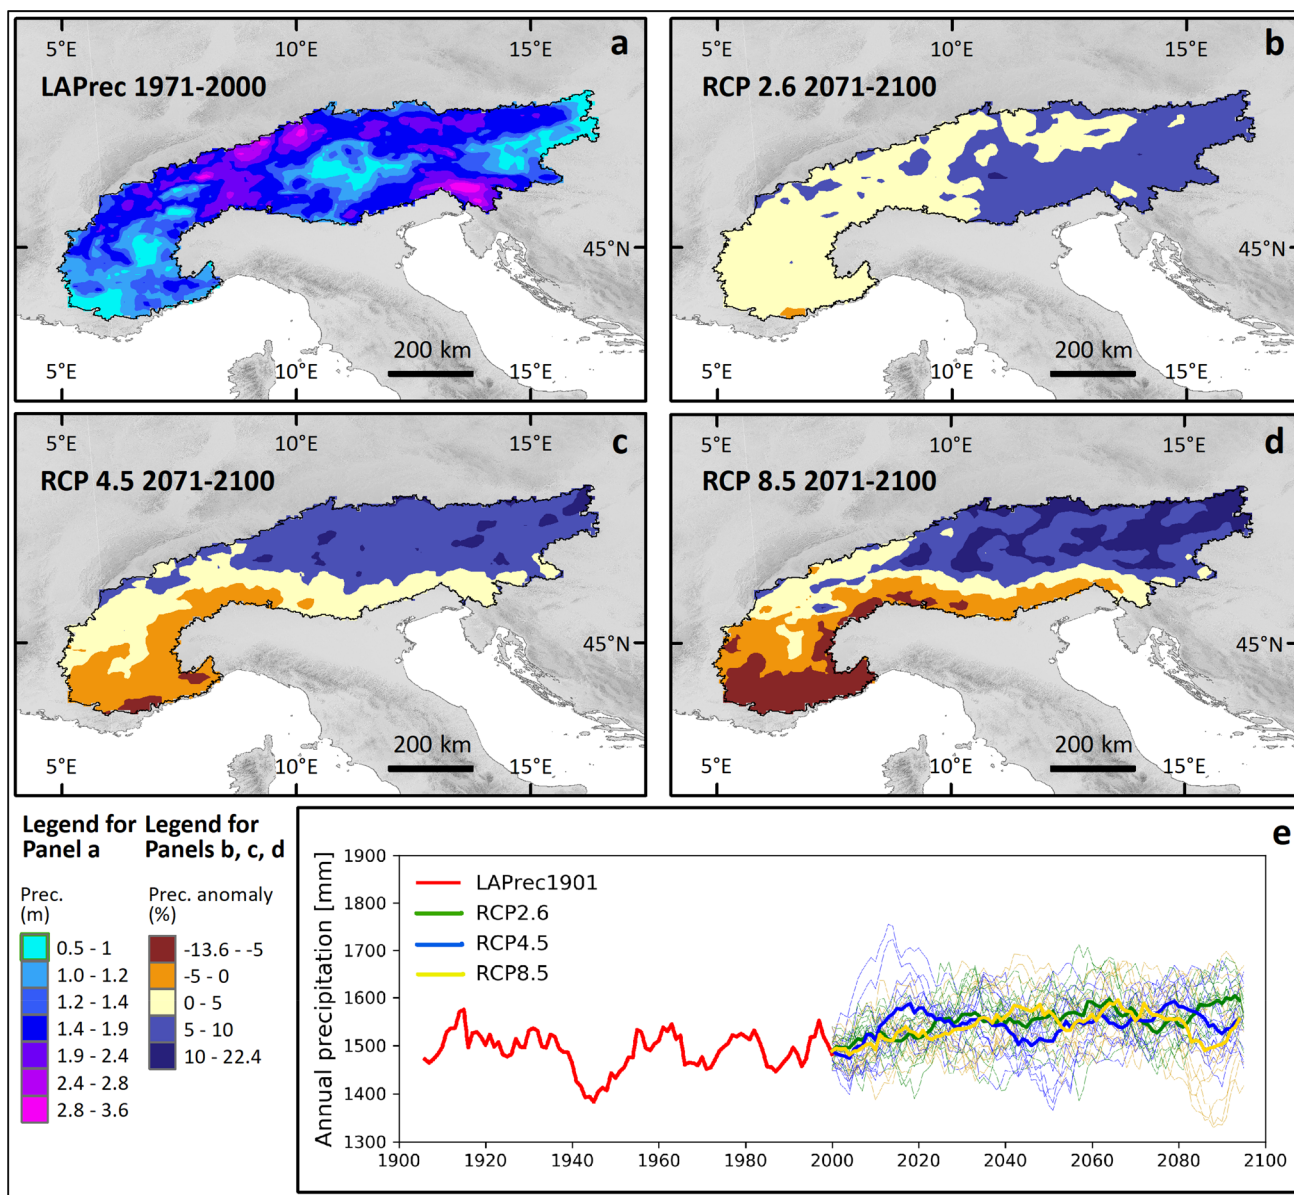 5°E
10°E
15°E
a
LAPrec 1971-2000
45°N
200 km
5°E
10°E
15°E
5°E
10°E
15°E
b
RCP 2.6 2071-2100
200 km
5°E
10°E
15°E
5°E
10°E
15°E
c
RCP 4.5 2071-2100
45°N
200 km
5°E
10°E
15°E
5°E
10°E
15°E
d
RCP 8.5 2071-2100
200 km
5°E
10°E
15°E
Legend for
Panel a
Prec.
(m)
0.5 - 1
1.0 - 1.2
1.2 - 1.4
1.4 - 1.9
1.9 - 2.4
2.4 - 2.8
2.8 - 3.6
Legend for
Panels b, c, d
Prec. anomaly
(%)
-13.6 - -5
-5 - 0
0 - 5
5 - 10
10 - 22.4
e
Annual precipitation [mm]
1900
1800
1700
1600
1500
1400
1300
LAPrec1901
RCP2.6
RCP4.5
RCP8.5
1900 1920 1940 1960 1980 2000 2020 2040 2060 2080 2100